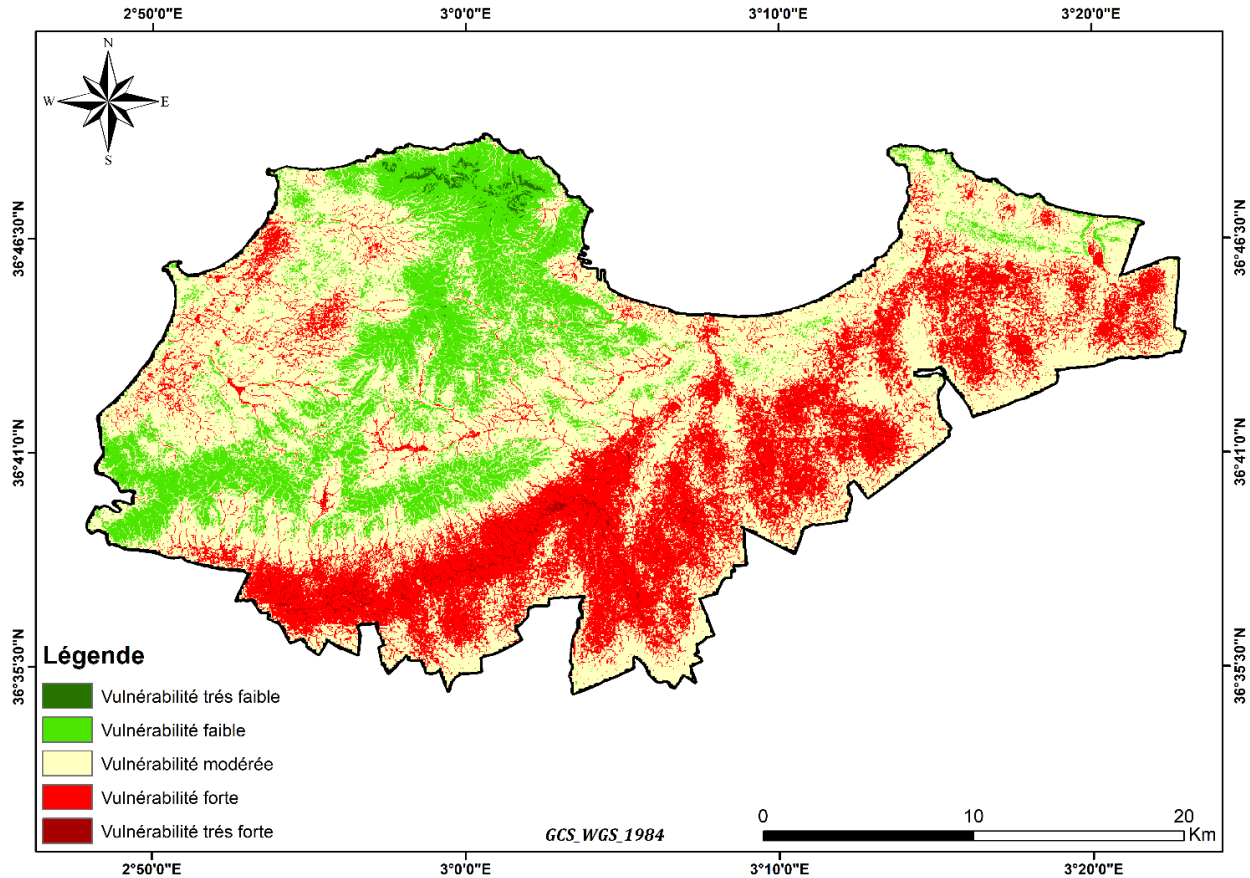 2°50'0"E 3°0'0"E 3°10'0"E 3°20'0"E
N
W E
S
36°46'30"N 36°46'30"N
36°41'0"N 36°41'0"N
36°35'30"N 36°35'30"N
Légende
Vulnérabilité trés faible
Vulnérabilité faible
Vulnérabilité modérée
Vulnérabilité forte
Vulnérabilité trés forte
GCS_WGS_1984
0 10 20
Km
2°50'0"E 3°0'0"E 3°10'0"E 3°20'0"E